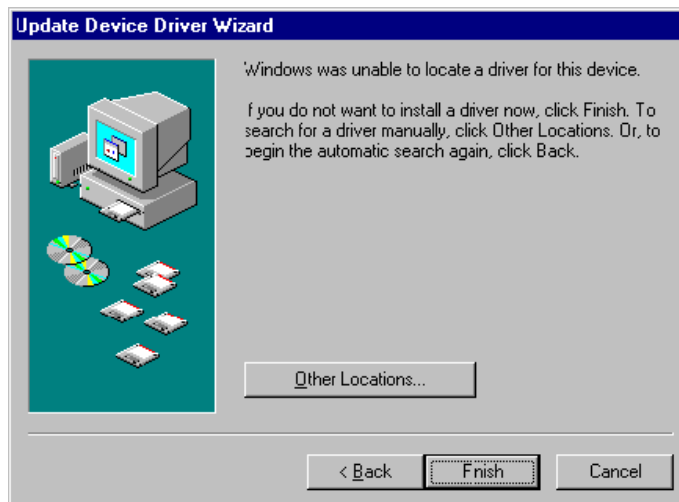 Update Device Driver Wizard
Windows was unable to locate a driver for this device.
If you do not want to install a driver now, click Finish. To
search for a driver manually, click Other Locations. Or, to
begin the automatic search again, click Back.
Other Locations...
< Back
Finish
Cancel